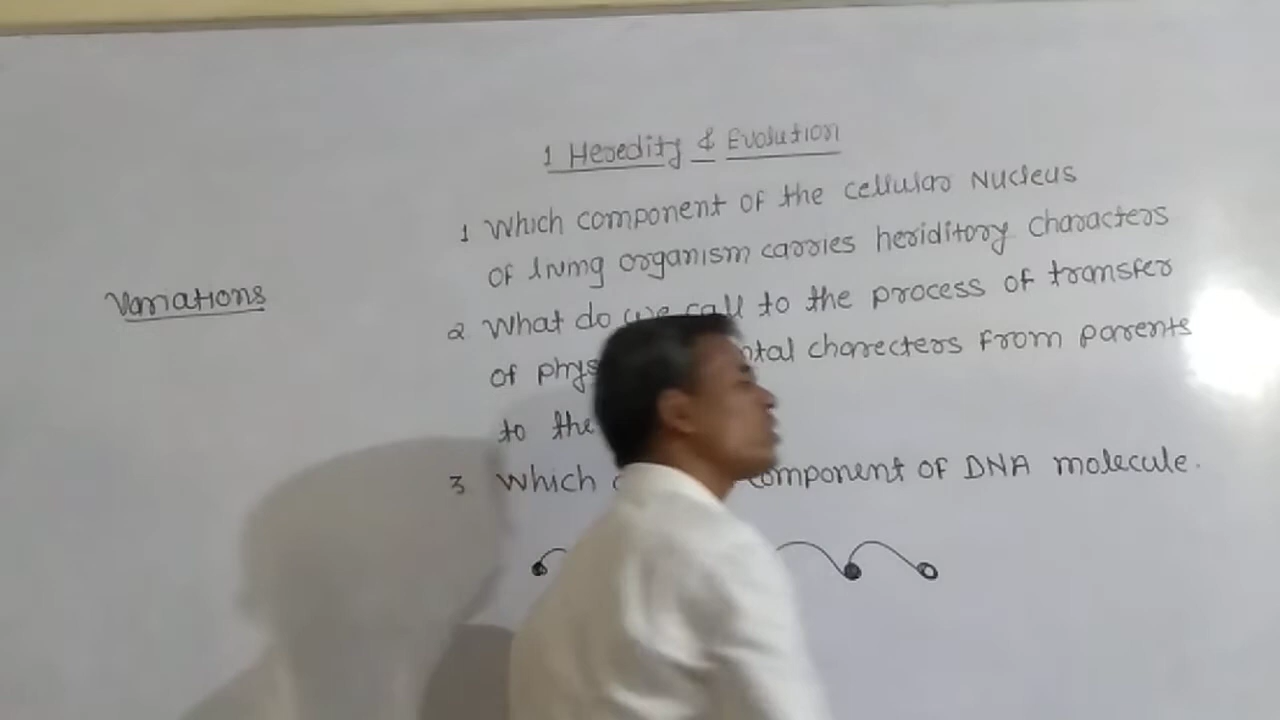 1 Heredity & Evolution
1 Which component of the cellular Nucleus
of living organism carries heriditory characters
Variations
2 What do we call to the process of transfer
of phys ntal charecters from parents
to the
3 Which component of DNA molecule.